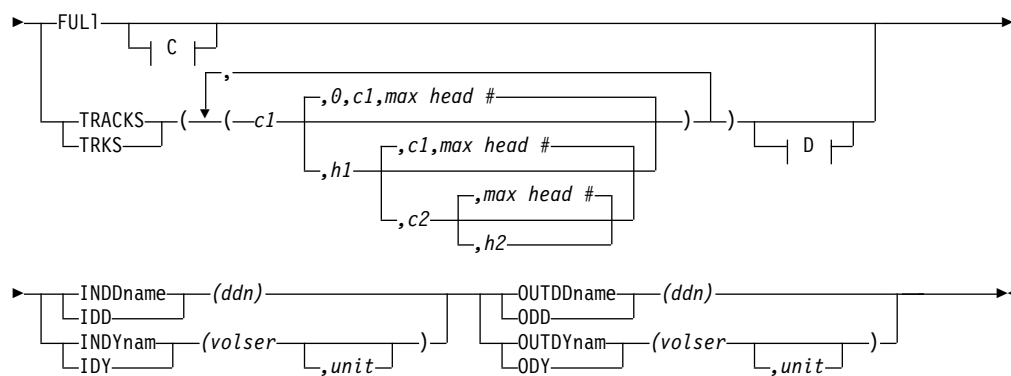 FULl
C
,
,0,c1,max head #
TRACKS ( ( c1 ) )
TRKS
D
,c1,max head #
,h1
,max head #
,c2
,h2
INDDname (ddn) OUTDDname (ddn)
IDD ODD
INDYnam (volser ) OUTDYnam (volser )
IDY ,unit ODY ,unit